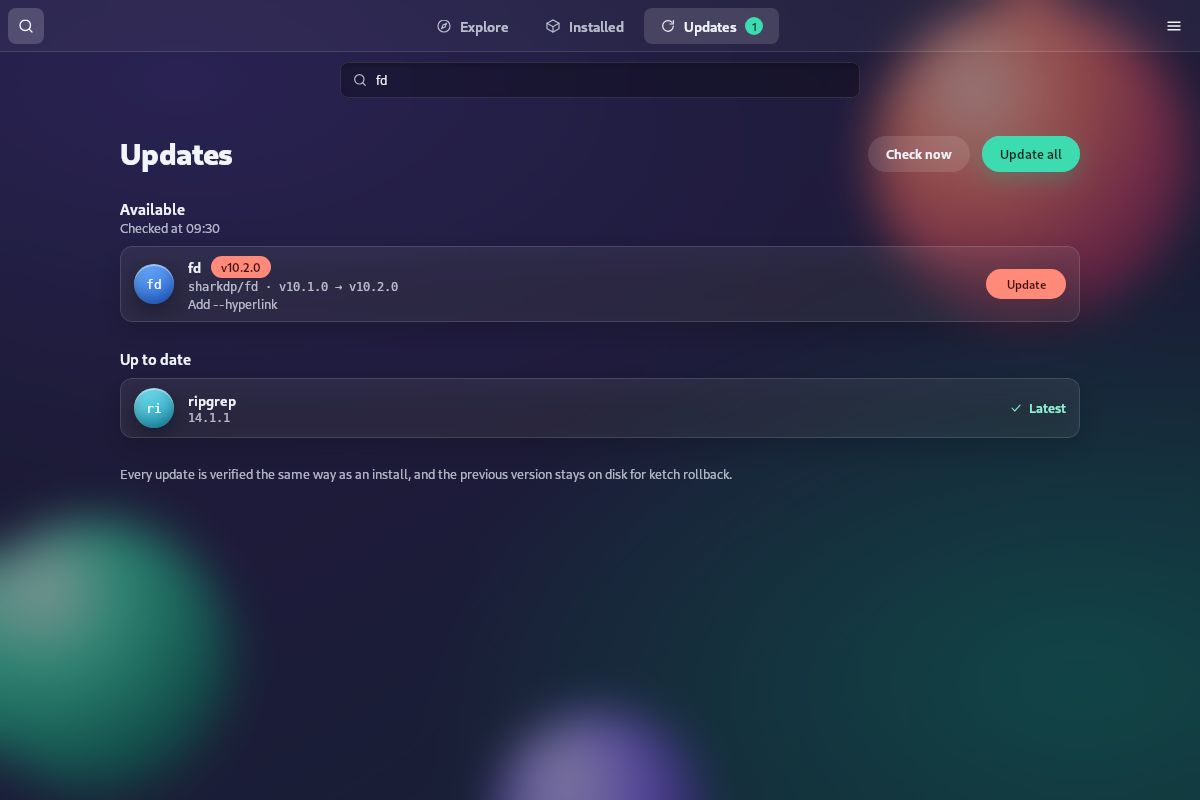 Explore
Installed
Updates 1
fd
Updates
Check now
Update all
Available
Checked at 09:30
fd
fd v10.2.0
sharkdp/fd · v10.1.0 → v10.2.0
Add --hyperlink
Update
Up to date
ri
ripgrep
14.1.1
Latest
Every update is verified the same way as an install, and the previous version stays on disk for ketch rollback.